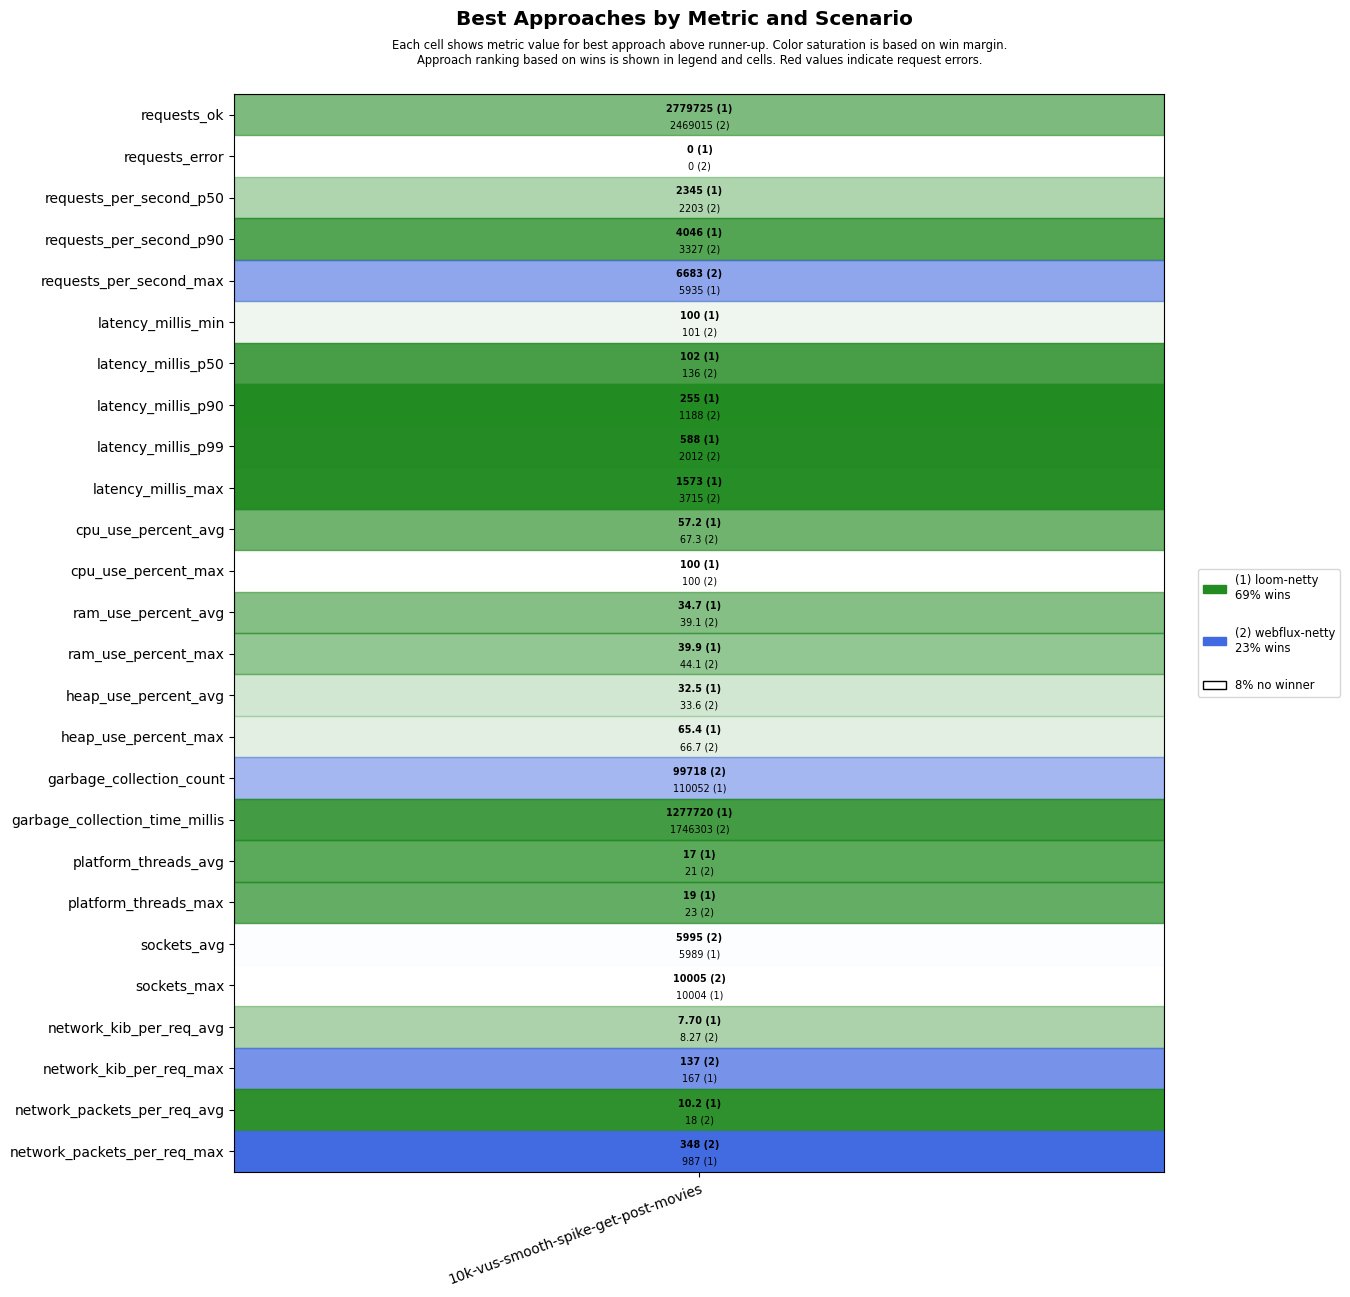 Best Approaches by Metric and Scenario
Each cell shows metric value for best approach above runner-up. Color saturation is based on win margin.
Approach ranking based on wins is shown in legend and cells. Red values indicate request errors.
requests_ok
2779725 (1)
2469015 (2)
requests_error
0 (1)
0 (2)
requests_per_second_p50
2345 (1)
2203 (2)
requests_per_second_p90
4046 (1)
3327 (2)
requests_per_second_max
6683 (2)
5935 (1)
latency_millis_min
100 (1)
101 (2)
latency_millis_p50
102 (1)
136 (2)
latency_millis_p90
255 (1)
1188 (2)
latency_millis_p99
588 (1)
2012 (2)
latency_millis_max
1573 (1)
3715 (2)
cpu_use_percent_avg
57.2 (1)
67.3 (2)
cpu_use_percent_max
100 (1)
100 (2)
ram_use_percent_avg
34.7 (1)
39.1 (2)
ram_use_percent_max
39.9 (1)
44.1 (2)
heap_use_percent_avg
32.5 (1)
33.6 (2)
heap_use_percent_max
65.4 (1)
66.7 (2)
garbage_collection_count
99718 (2)
110052 (1)
garbage_collection_time_millis
1277720 (1)
1746303 (2)
platform_threads_avg
17 (1)
21 (2)
platform_threads_max
19 (1)
23 (2)
sockets_avg
5995 (2)
5989 (1)
sockets_max
10005 (2)
10004 (1)
network_kib_per_req_avg
7.70 (1)
8.27 (2)
network_kib_per_req_max
137 (2)
167 (1)
network_packets_per_req_avg
10.2 (1)
18 (2)
network_packets_per_req_max
348 (2)
987 (1)
10k-vus-smooth-spike-get-post-movies
(1) loom-netty
69% wins
(2) webflux-netty
23% wins
8% no winner